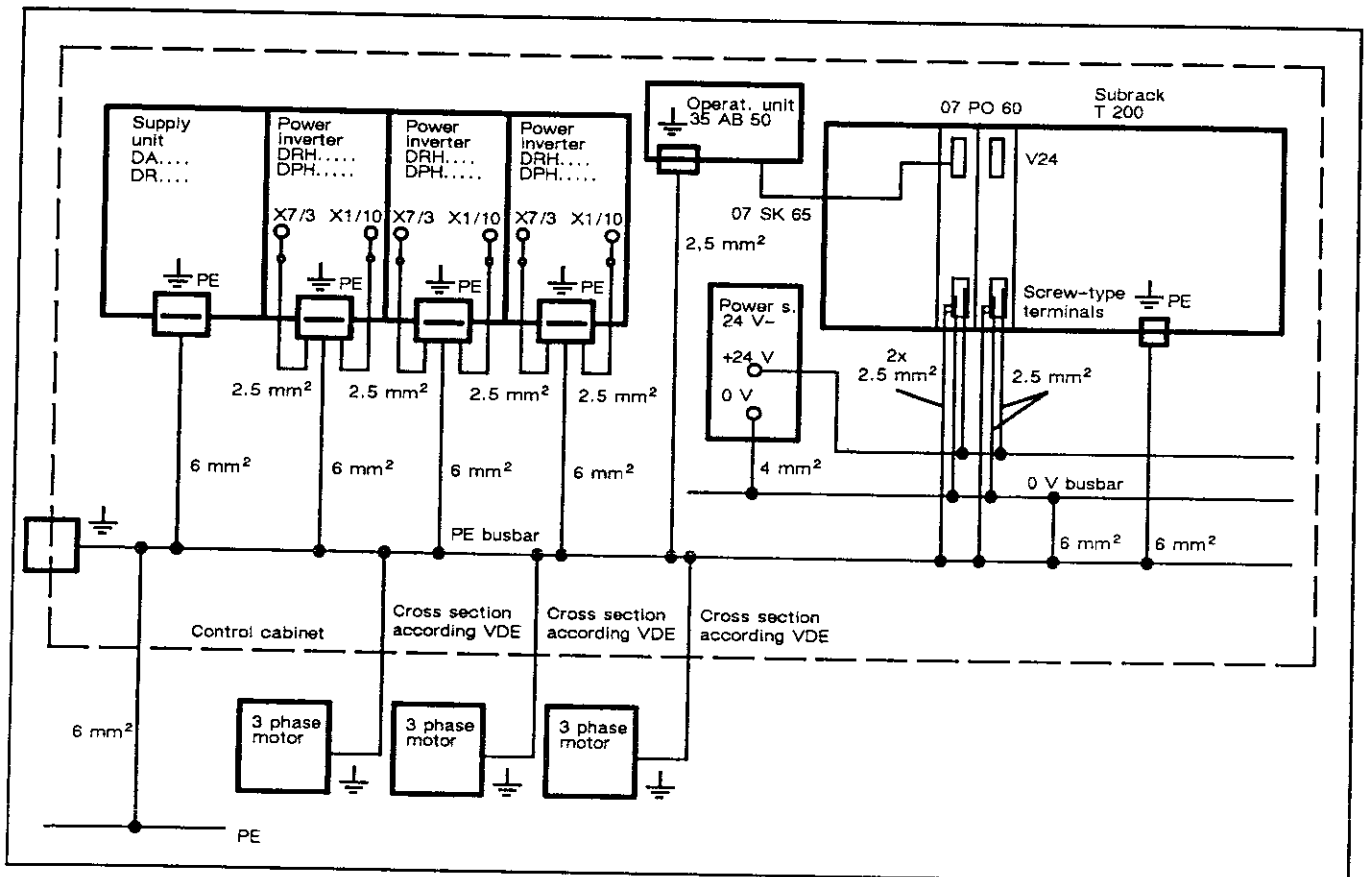 Supply
unit
DA....
DR....
Power
inverter
DRH.....
DPH.....
Power
inverter
DRH....
DPH.....
Power
inverter
DRH....
DPH.....
Operat. unit
35 AB 50
07 PO 60
Subrack
T 200
V24
X7/3 X1/10
X7/3 X1/10
X7/3 X1/10
07 SK 65
2,5 mm²
PE
PE
PE
PE
Power s.
24 V-
+24 V
0 V
Screw-type
terminals
PE
2x
2.5 mm²
2.5 mm²
2.5 mm²
2.5 mm²
2.5 mm²
2.5 mm²
6 mm²
6 mm²
6 mm²
6 mm²
4 mm²
0 V busbar
PE busbar
6 mm²
6 mm²
Control cabinet
Cross section
according VDE
Cross section
according VDE
Cross section
according VDE
6 mm²
3 phase
motor
3 phase
motor
3 phase
motor
PE